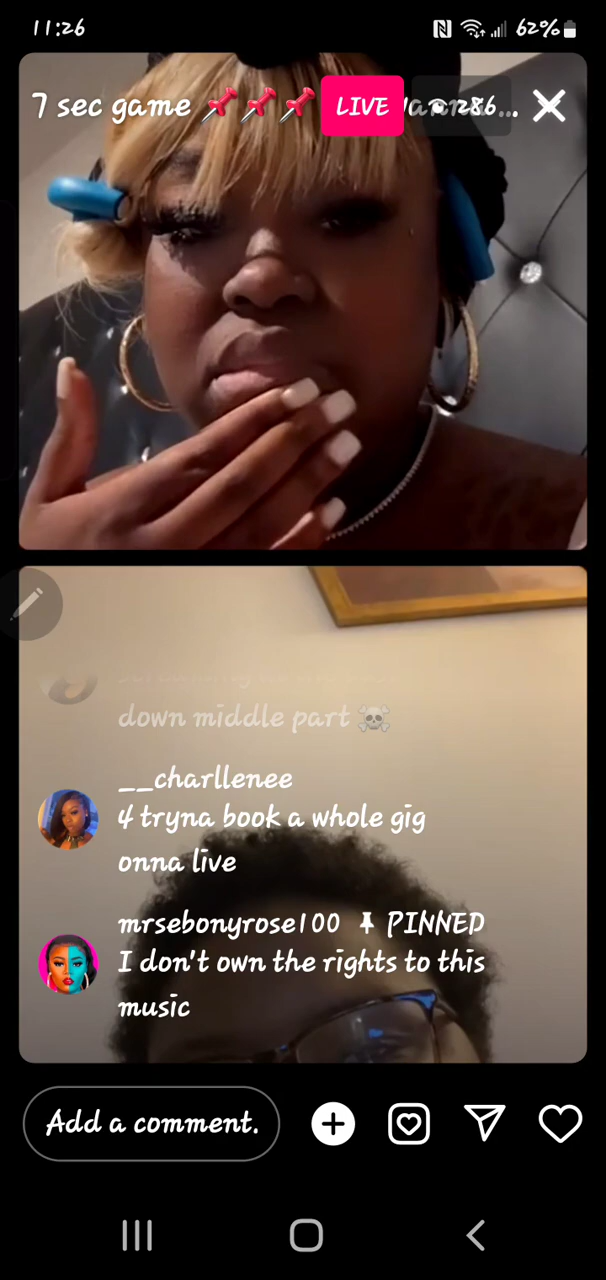 11:26 62%
7 sec game 📌📌📌 LIVE 286...
down middle part ☠️
__charllenee
4 tryna book a whole gig
onna live
mrsebonyrose100 PINNED
I don't own the rights to this
music
Add a comment.